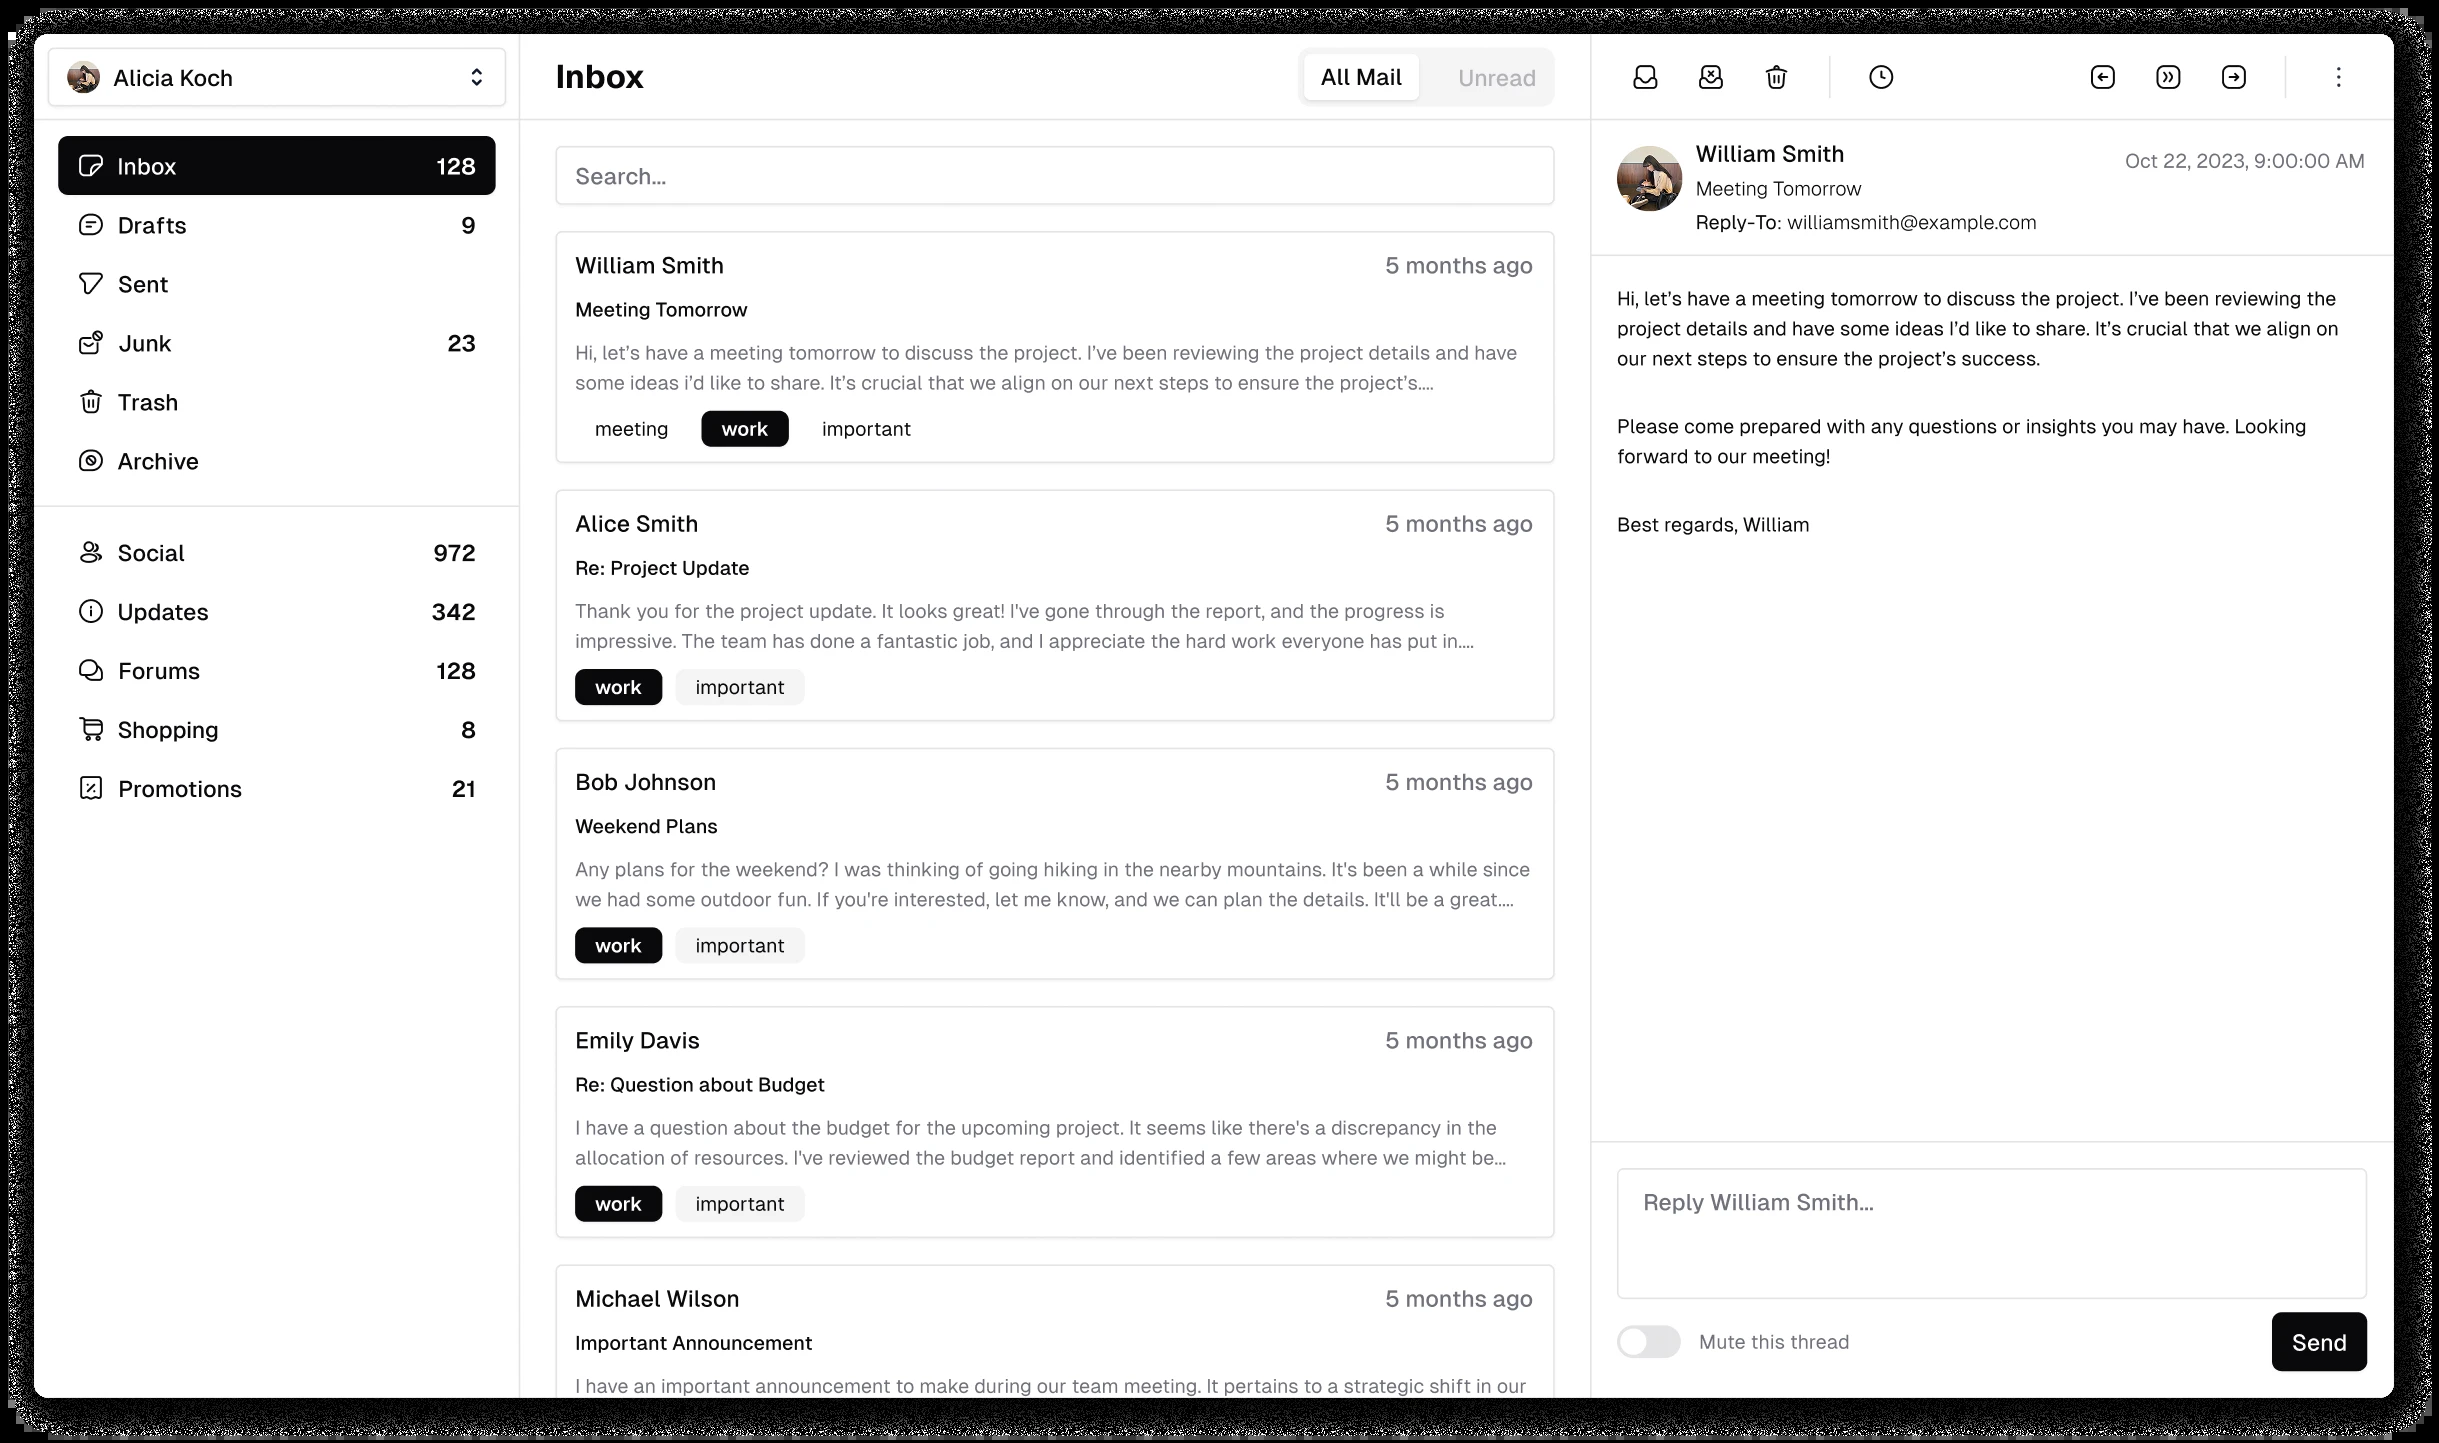 Alicia Koch
Inbox 128
Drafts 9
Sent
Junk 23
Trash
Archive
Social 972
Updates 342
Forums 128
Shopping 8
Promotions 21
Inbox
All Mail Unread
Search...
William Smith 5 months ago
Meeting Tomorrow
Hi, let’s have a meeting tomorrow to discuss the project. I’ve been reviewing the project details and have
some ideas i’d like to share. It’s crucial that we align on our next steps to ensure the project’s....
meeting work important
Alice Smith 5 months ago
Re: Project Update
Thank you for the project update. It looks great! I've gone through the report, and the progress is
impressive. The team has done a fantastic job, and I appreciate the hard work everyone has put in....
work important
Bob Johnson 5 months ago
Weekend Plans
Any plans for the weekend? I was thinking of going hiking in the nearby mountains. It's been a while since
we had some outdoor fun. If you're interested, let me know, and we can plan the details. It'll be a great....
work important
Emily Davis 5 months ago
Re: Question about Budget
I have a question about the budget for the upcoming project. It seems like there's a discrepancy in the
allocation of resources. I've reviewed the budget report and identified a few areas where we might be...
work important
Michael Wilson 5 months ago
Important Announcement
I have an important announcement to make during our team meeting. It pertains to a strategic shift in our
William Smith Oct 22, 2023, 9:00:00 AM
Meeting Tomorrow
Reply-To: williamsmith@example.com
Hi, let’s have a meeting tomorrow to discuss the project. I’ve been reviewing the
project details and have some ideas I’d like to share. It’s crucial that we align on
our next steps to ensure the project’s success.
Please come prepared with any questions or insights you may have. Looking
forward to our meeting!
Best regards, William
Reply William Smith...
Mute this thread Send